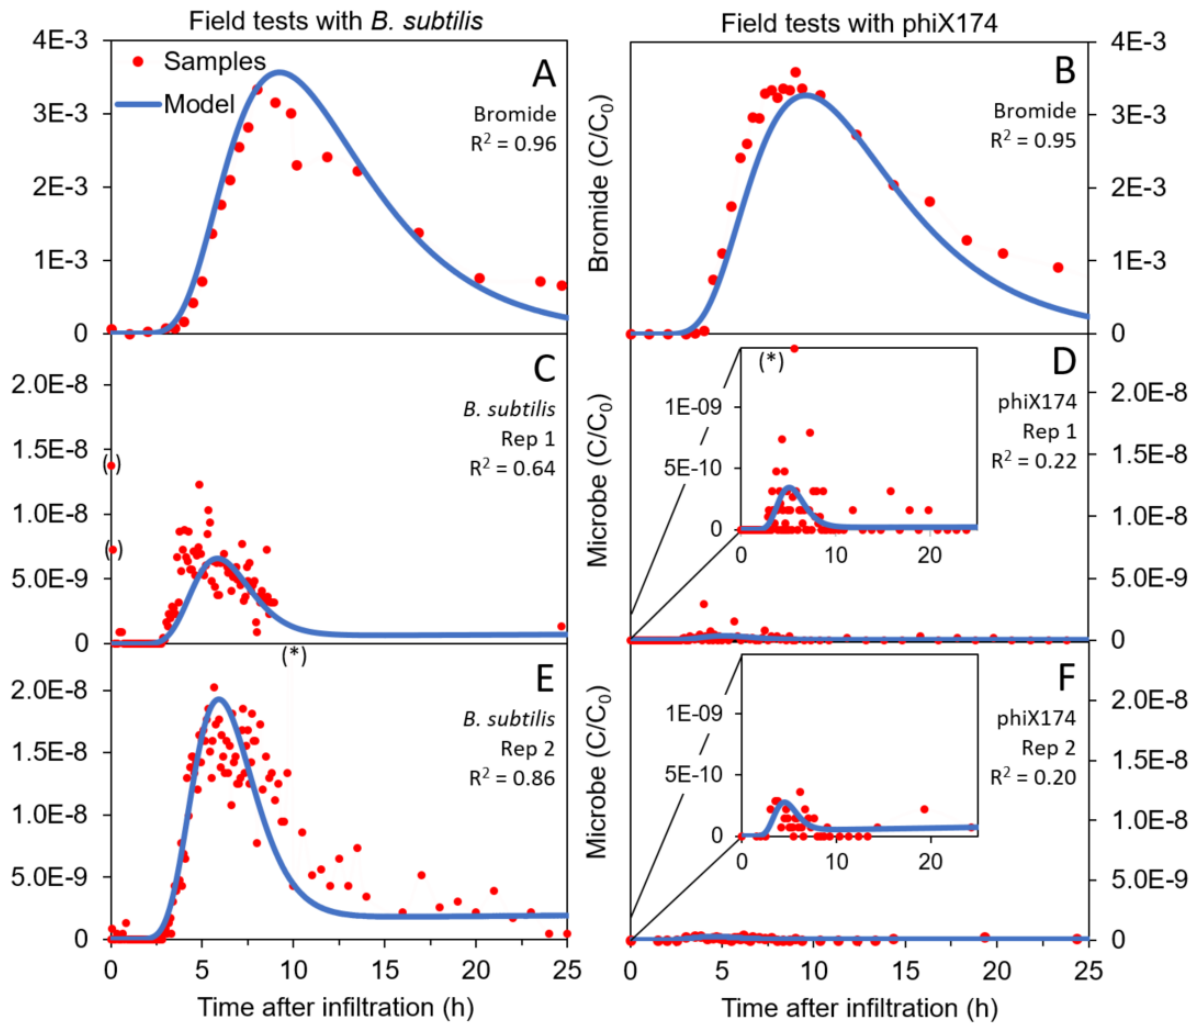 Field tests with B. subtilis
Field tests with phiX174
4E-3
3E-3
2E-3
1E-3
0
Samples
Model
A
Bromide
R² = 0.96
Bromide (C/C₀)
B
Bromide
R² = 0.95
4E-3
3E-3
2E-3
1E-3
0
2.0E-8
1.5E-8
1.0E-8
5.0E-9
0
( )
( )
C
B. subtilis
Rep 1
R² = 0.64
Microbe (C/C₀)
(*)
1E-09
5E-10
0
0
10
20
D
phiX174
Rep 1
R² = 0.22
2.0E-8
1.5E-8
1.0E-8
5.0E-9
0
2.0E-8
1.5E-8
1.0E-8
5.0E-9
0
(*)
E
B. subtilis
Rep 2
R² = 0.86
0
5
10
15
20
25
Time after infiltration (h)
Microbe (C/C₀)
1E-09
5E-10
0
0
10
20
F
phiX174
Rep 2
R² = 0.20
2.0E-8
1.5E-8
1.0E-8
5.0E-9
0
0
5
10
15
20
25
Time after infiltration (h)